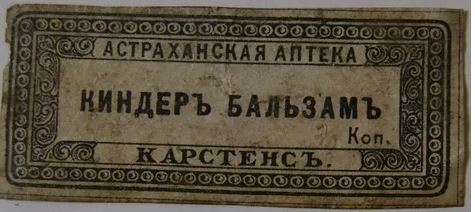 АСТРАХАНСКАЯ АПТЕКА
КИНДЕРЪ БАЛЬЗАМЪ
Коп.
КАРСТЕНСЪ.